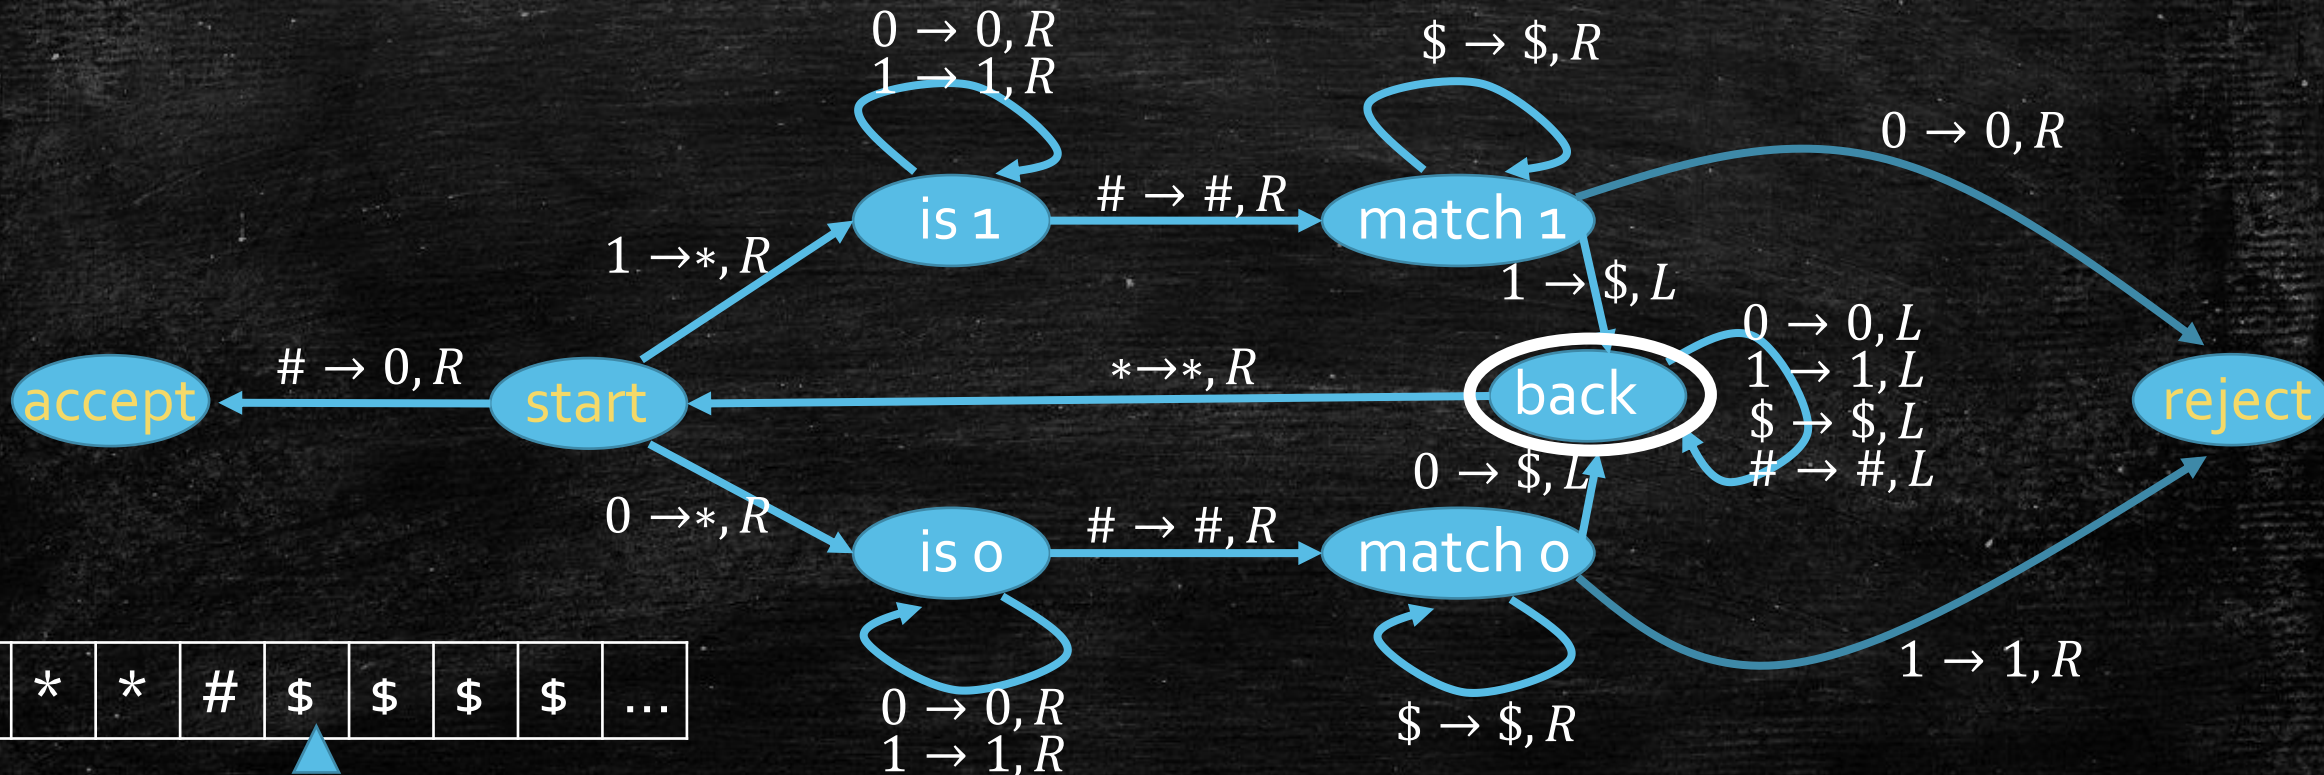 0 → 0, R
1 → 1, R
$ → $, R
0 → 0, R
# → #, R
is 1
match 1
1 →*, R
1 → $, L
0 → 0, L
1 → 1, L
$ → $, L
# → #, L
# → 0, R
*→*, R
accept
start
back
reject
0 → $, L
0 →*, R
# → #, R
is 0
match 0
1 → 1, R
* * # $ $ $ $ ...
0 → 0, R
1 → 1, R
$ → $, R